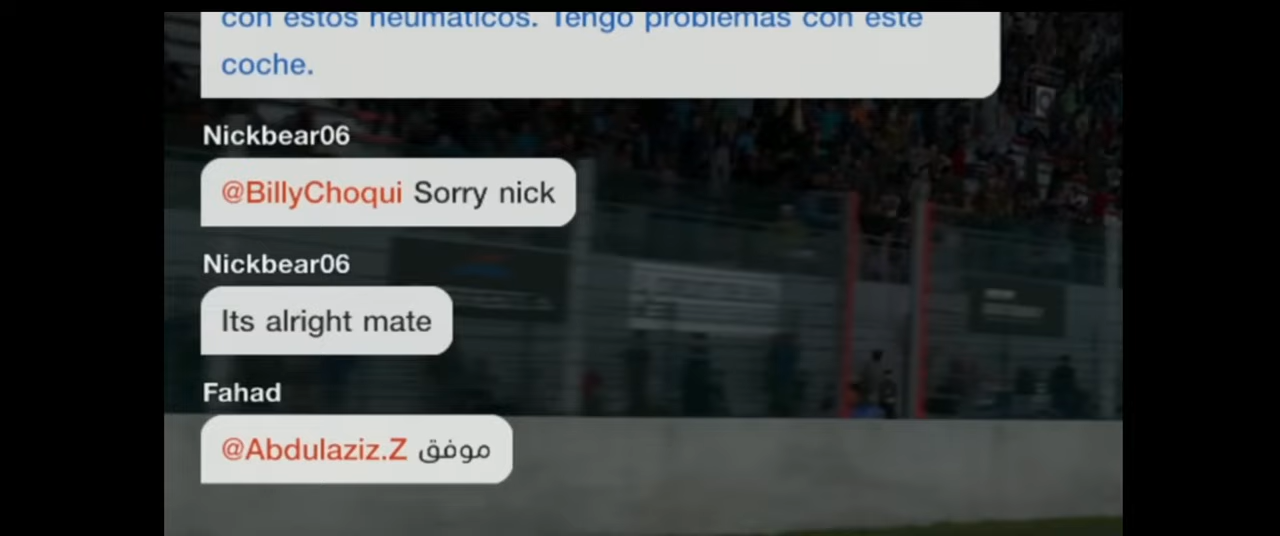 con estos neumáticos. Tengo problemas con este
coche.
Nickbear06
@BillyChoqui Sorry nick
Nickbear06
Its alright mate
Fahad
@Abdulaziz.Z موفق